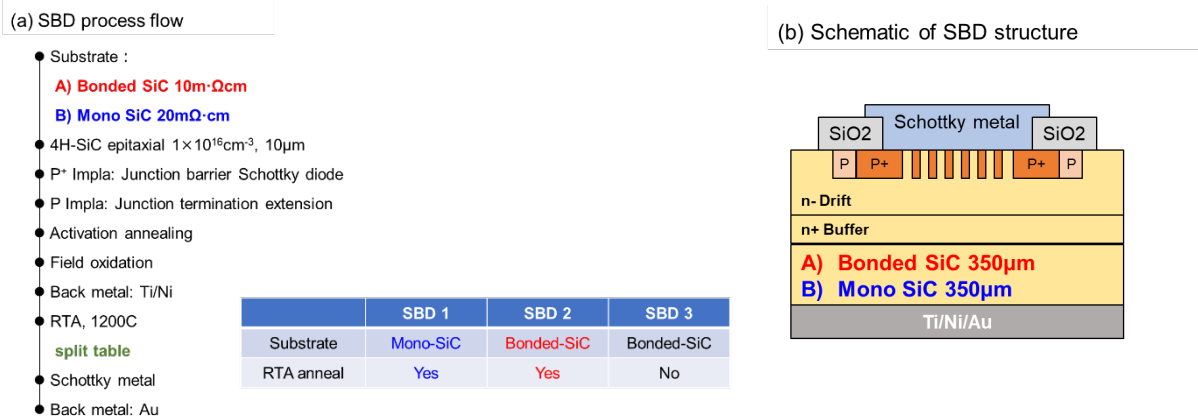 (a) SBD process flow
Substrate :
A) Bonded SiC 10m·Ωcm
B) Mono SiC 20mΩ·cm
4H-SiC epitaxial 1×10¹⁶cm⁻³, 10μm
P⁺ Impla: Junction barrier Schottky diode
P Impla: Junction termination extension
Activation annealing
Field oxidation
Back metal: Ti/Ni
RTA, 1200C
split table
Schottky metal
Back metal: Au
SBD 1 SBD 2 SBD 3
Substrate Mono-SiC Bonded-SiC Bonded-SiC
RTA anneal Yes Yes No
(b) Schematic of SBD structure
Schottky metal
SiO2 SiO2
P P+ P+ P
n- Drift
n+ Buffer
A) Bonded SiC 350μm
B) Mono SiC 350μm
Ti/Ni/Au